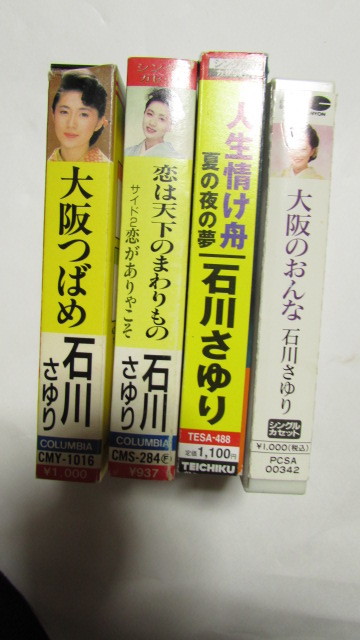 大阪つばめ
石川
さゆり
COLUMBIA
CMY-1016
¥1,000
恋は天下のまわりもの
サイド2 恋がありゃこそ
石川
さゆり
COLUMBIA
CMS-284
¥937
人生情け舟
夏の夜の夢
石川さゆり
TESA-488
定価1,100円
TEICHIKU
大阪のおんな
石川さゆり
シングル
カセット
¥1,000(税込)
PCSA
00342